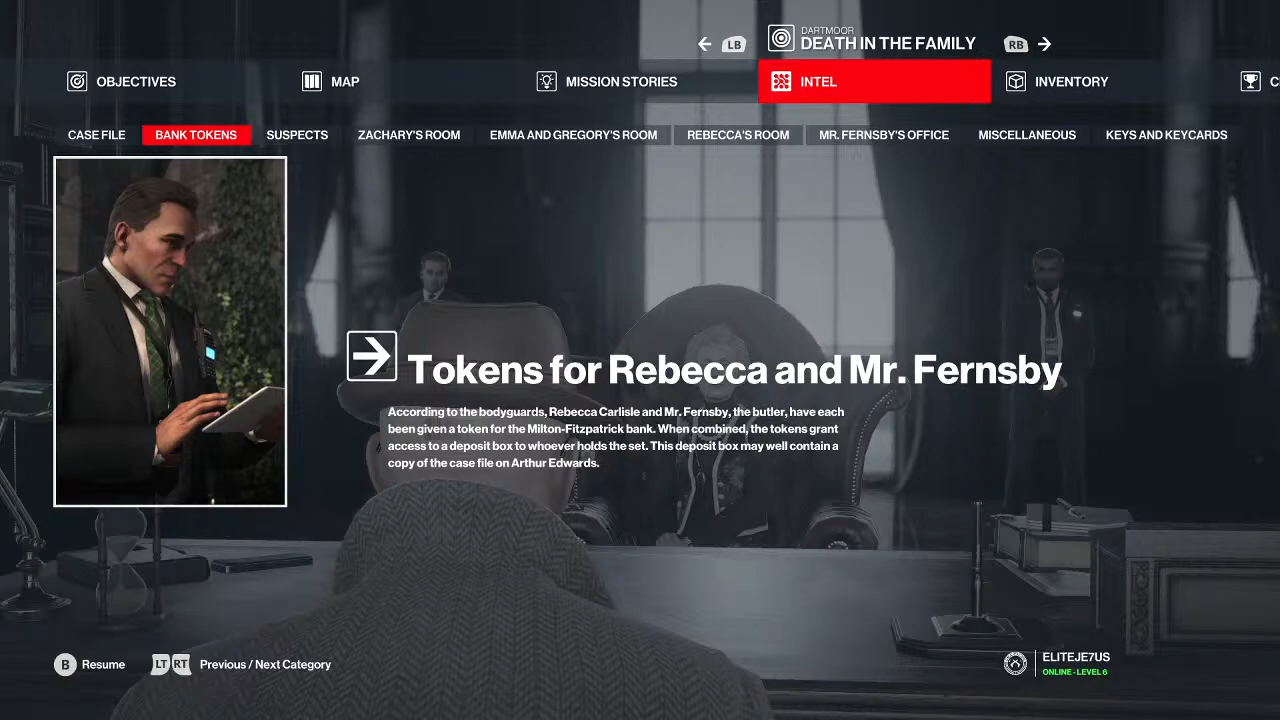 DARTMOOR
LB DEATH IN THE FAMILY RB
OBJECTIVES MAP MISSION STORIES INTEL INVENTORY C
CASE FILE BANK TOKENS SUSPECTS ZACHARY'S ROOM EMMA AND GREGORY'S ROOM REBECCA'S ROOM MR. FERNSBY'S OFFICE MISCELLANEOUS KEYS AND KEYCARDS
Tokens for Rebecca and Mr. Fernsby
According to the bodyguards, Rebecca Carlisle and Mr. Fernsby, the butler, have each
been given a token for the Milton-Fitzpatrick bank. When combined, the tokens grant
access to a deposit box to whoever holds the set. This deposit box may well contain a
copy of the case file on Arthur Edwards.
B Resume LT RT Previous / Next Category
ELITEJE7US
ONLINE - LEVEL 6